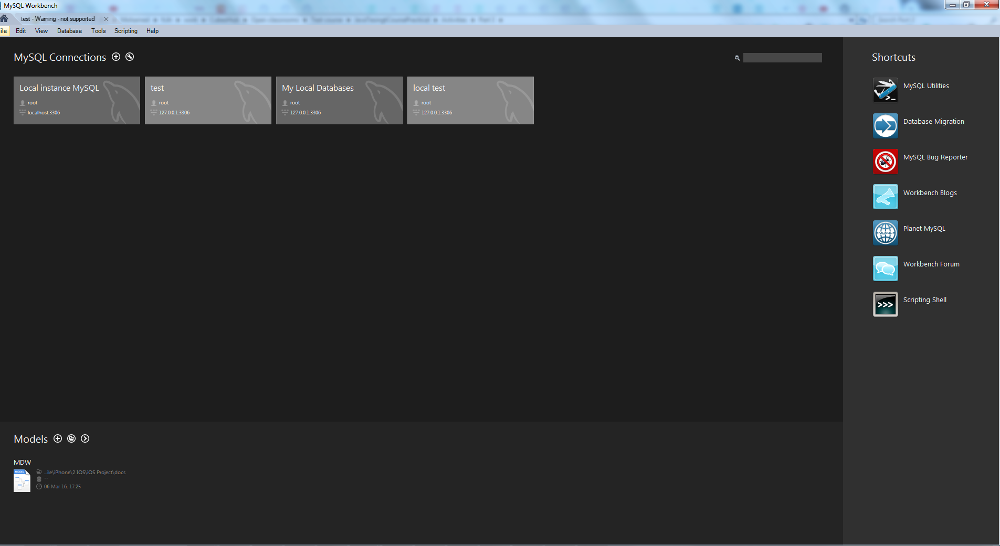 MySQL Workbench
test - Warning - not supported
ile Edit View Database Tools Scripting Help
MySQL Connections
Shortcuts
Local instance MySQL
root
localhost:3306
test
root
127.0.0.1:3306
My Local Databases
root
127.0.0.1:3306
local test
root
127.0.0.1:3306
MySQL Utilities
Database Migration
MySQL Bug Reporter
Workbench Blogs
MySQL
Planet MySQL
Workbench Forum
>>>
Scripting Shell
Models
MDW
MODEL
...ile\iPhone\2 IOS\iOS Project\docs
--
06 Mar 16, 17:25